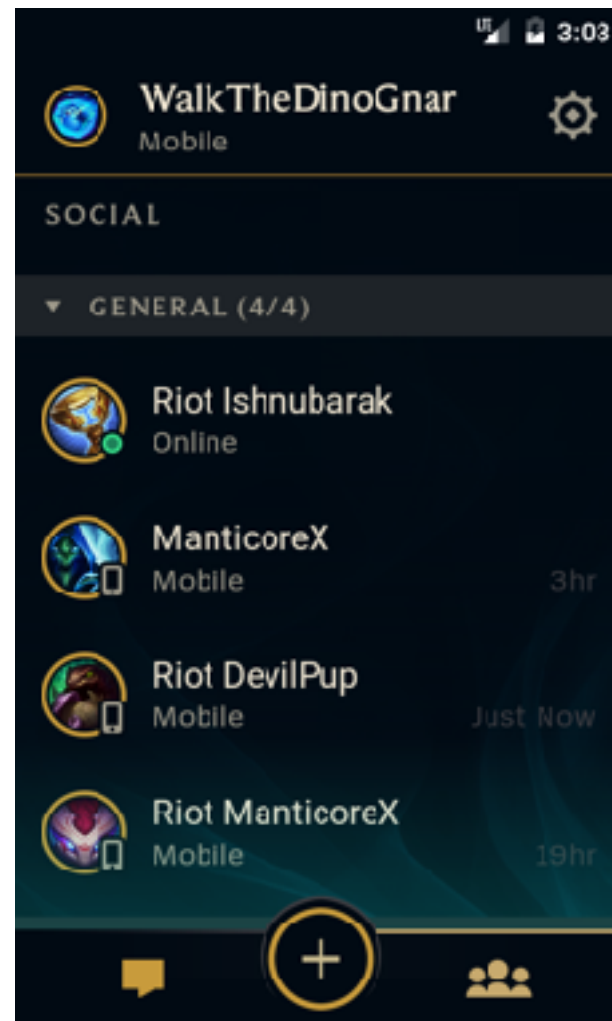 LTE 3:03
WalkTheDinoGnar
Mobile
SOCIAL
GENERAL (4/4)
Riot Ishnubarak
Online
ManticoreX
Mobile 3hr
Riot DevilPup
Mobile Just Now
Riot ManticoreX
Mobile 19hr